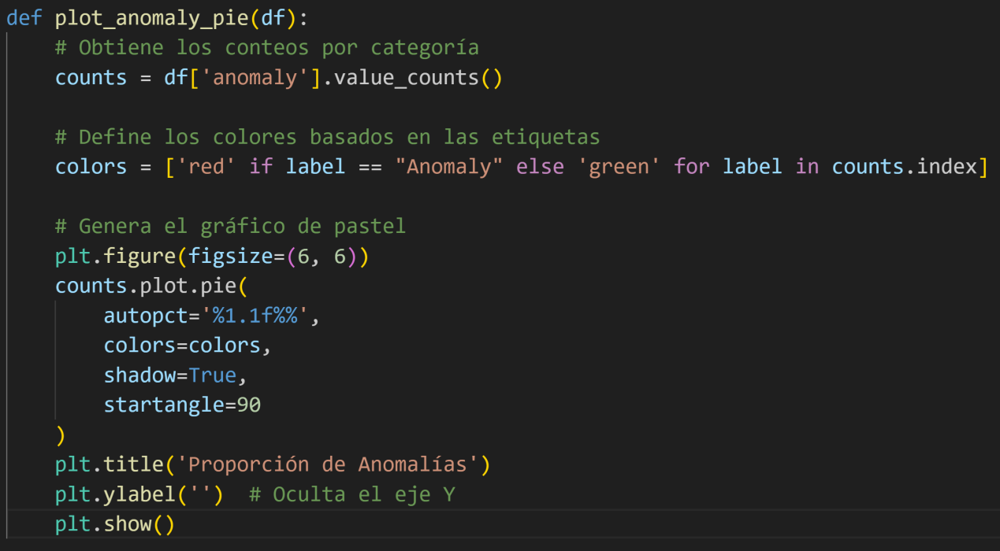 def plot_anomaly_pie(df):
    # Obtiene los conteos por categoría
    counts = df['anomaly'].value_counts()

    # Define los colores basados en las etiquetas
    colors = ['red' if label == "Anomaly" else 'green' for label in counts.index]

    # Genera el gráfico de pastel
    plt.figure(figsize=(6, 6))
    counts.plot.pie(
        autopct='%1.1f%%',
        colors=colors,
        shadow=True,
        startangle=90
    )
    plt.title('Proporción de Anomalías')
    plt.ylabel('')  # Oculta el eje Y
    plt.show()